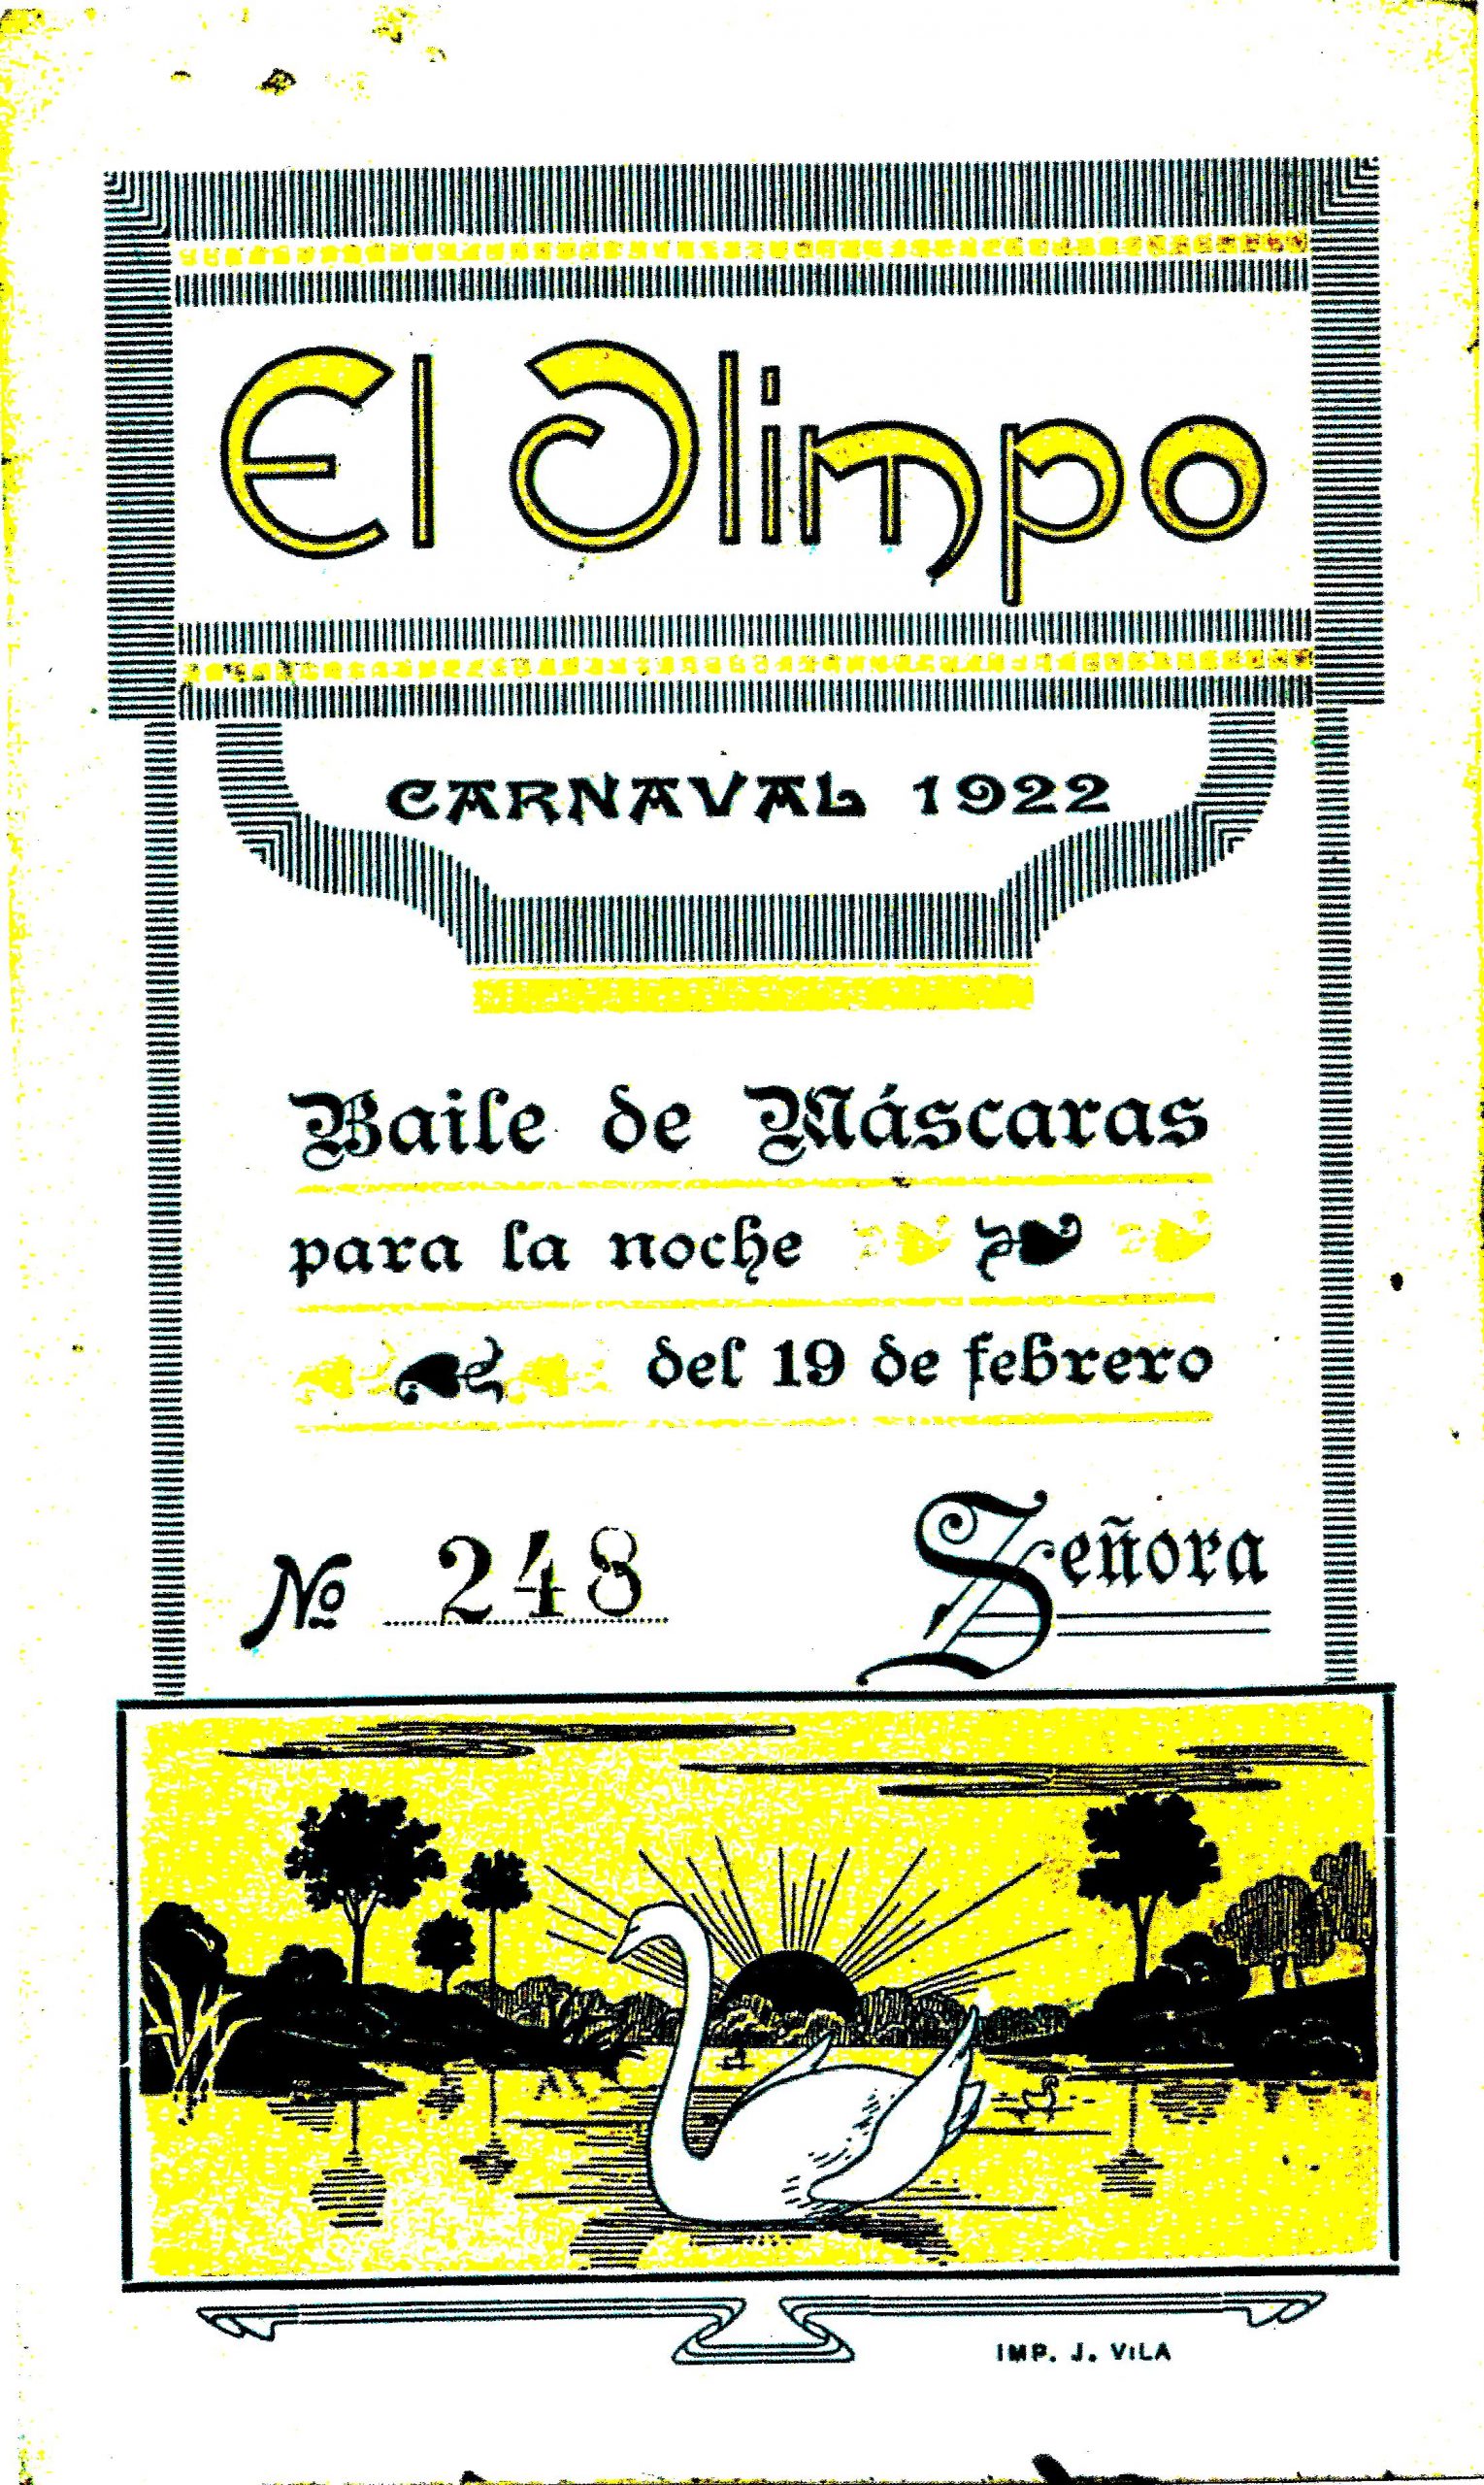 El Olimpo
CARNAVAL 1922
Baile de Máscaras
para la noche
del 19 de febrero
Nº 248
Señora
IMP. J. VILA